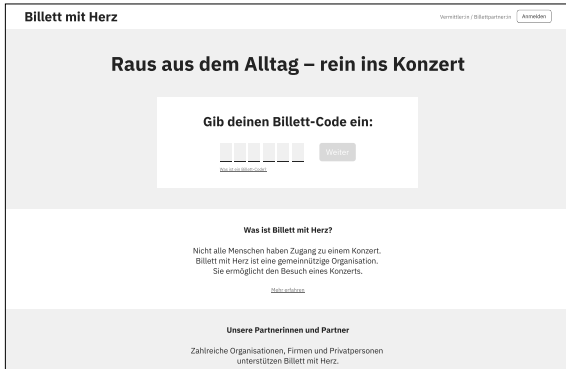 Billett mit Herz
Vermittler:in / Billettpartner:in
Anmelden
Raus aus dem Alltag – rein ins Konzert
Gib deinen Billett-Code ein:
Weiter
Was ist ein Billett-Code?
Was ist Billett mit Herz?
Nicht alle Menschen haben Zugang zu einem Konzert.
Billett mit Herz ist eine gemeinnützige Organisation.
Sie ermöglicht den Besuch eines Konzerts.
Mehr erfahren
Unsere Partnerinnen und Partner
Zahlreiche Organisationen, Firmen und Privatpersonen
unterstützen Billett mit Herz.